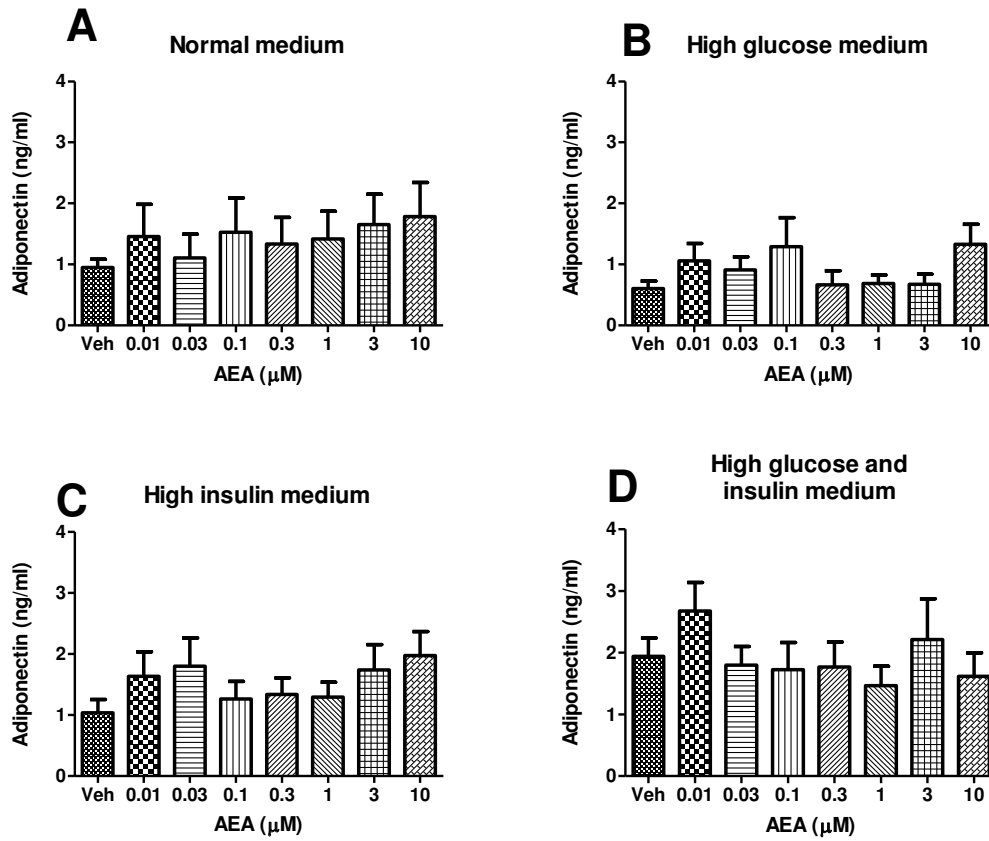 A
Normal medium
Adiponectin (ng/ml)
4
3
2
1
0
Veh 0.01 0.03 0.1 0.3 1 3 10
AEA (μM)
B
High glucose medium
Adiponectin (ng/ml)
4
3
2
1
0
Veh 0.01 0.03 0.1 0.3 1 3 10
AEA (μM)
C
High insulin medium
Adiponectin (ng/ml)
4
3
2
1
0
Veh 0.01 0.03 0.1 0.3 1 3 10
AEA (μM)
D
High glucose and
insulin medium
Adiponectin (ng/ml)
4
3
2
1
0
Veh 0.01 0.03 0.1 0.3 1 3 10
AEA (μM)